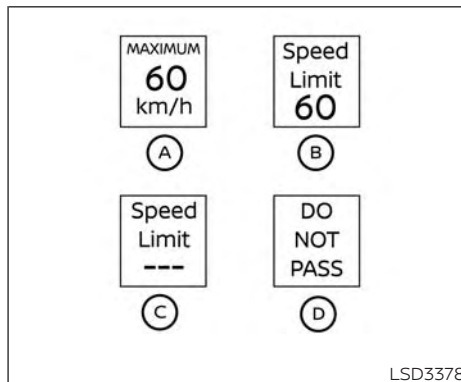 MAXIMUM
60
km/h
A
Speed
Limit
60
B
Speed
Limit
---
C
DO
NOT
PASS
D
LSD3378